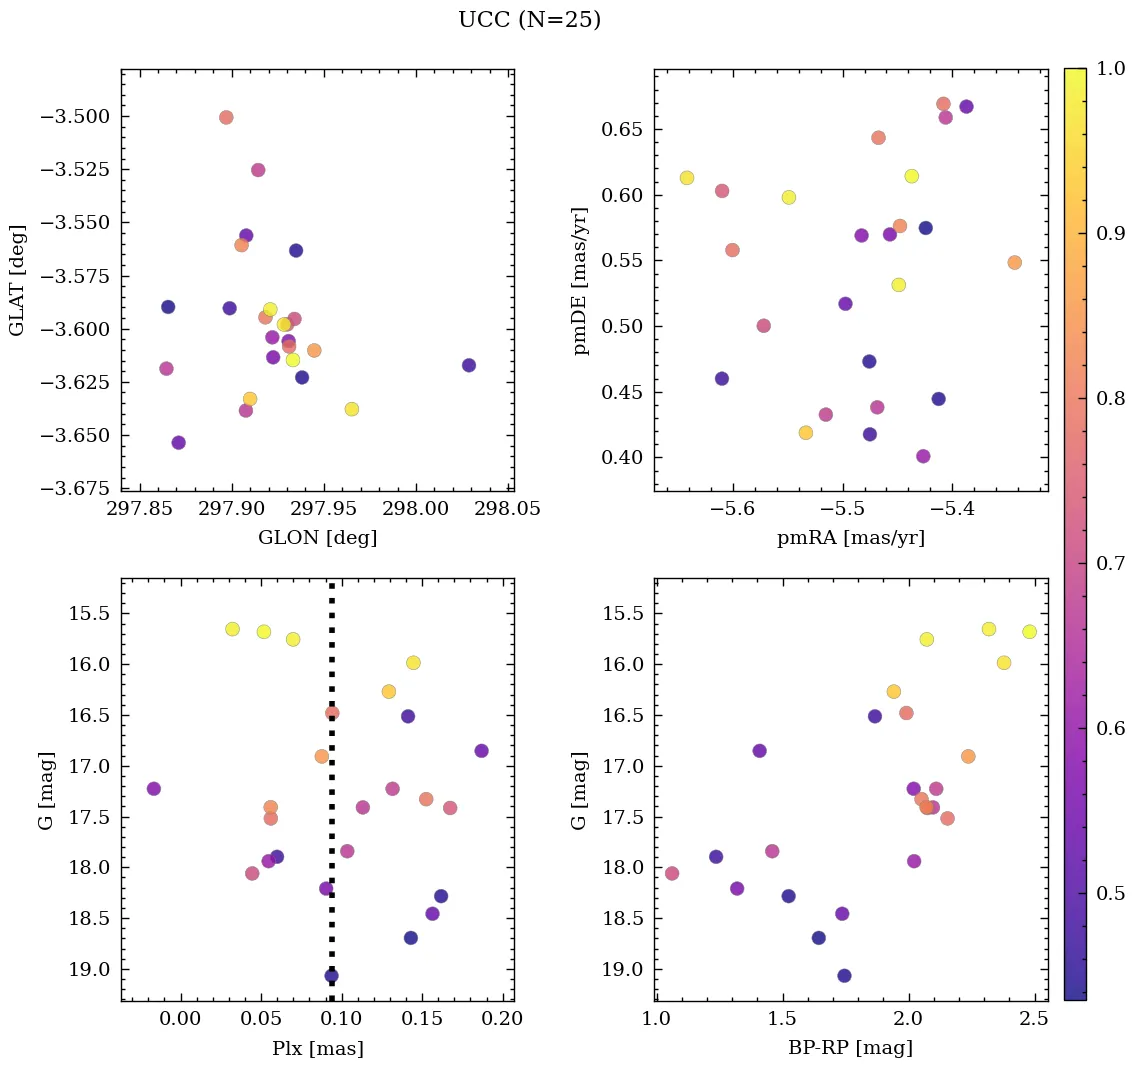 UCC (N=25)
−3.500
−3.525
−3.550
−3.575
−3.600
−3.625
−3.650
−3.675
GLAT [deg]
297.85 297.90 297.95 298.00 298.05
GLON [deg]
0.65
0.60
0.55
0.50
0.45
0.40
pmDE [mas/yr]
−5.6 −5.5 −5.4
pmRA [mas/yr]
15.5
16.0
16.5
17.0
17.5
18.0
18.5
19.0
G [mag]
0.00 0.05 0.10 0.15 0.20
Plx [mas]
15.5
16.0
16.5
17.0
17.5
18.0
18.5
19.0
G [mag]
1.0 1.5 2.0 2.5
BP-RP [mag]
1.0
0.9
0.8
0.7
0.6
0.5